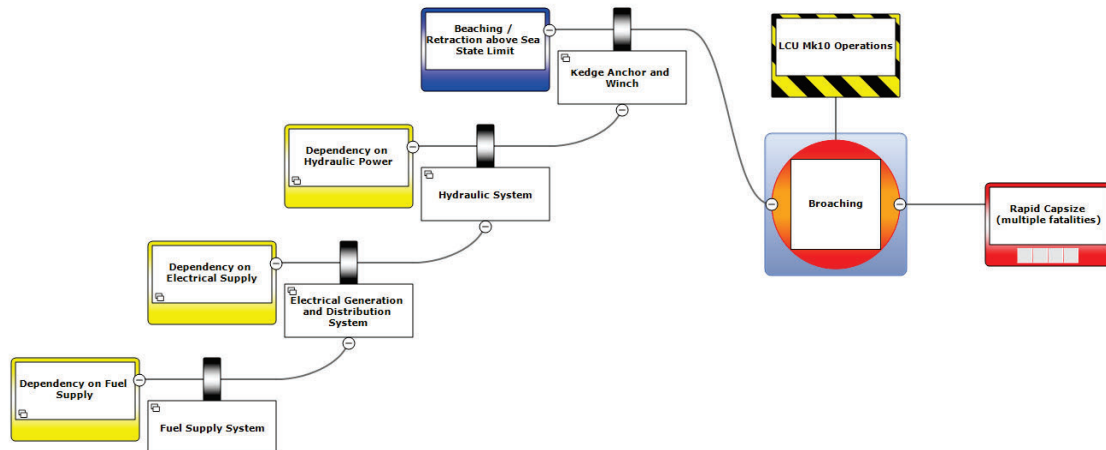 Beaching /
Retraction above Sea
State Limit
Kedge Anchor and
Winch
LCU Mk10 Operations
Dependency on
Hydraulic Power
Hydraulic System
Broaching
Rapid Capsize
(multiple fatalities)
Dependency on
Electrical Supply
Electrical Generation
and Distribution
System
Dependency on Fuel
Supply
Fuel Supply System